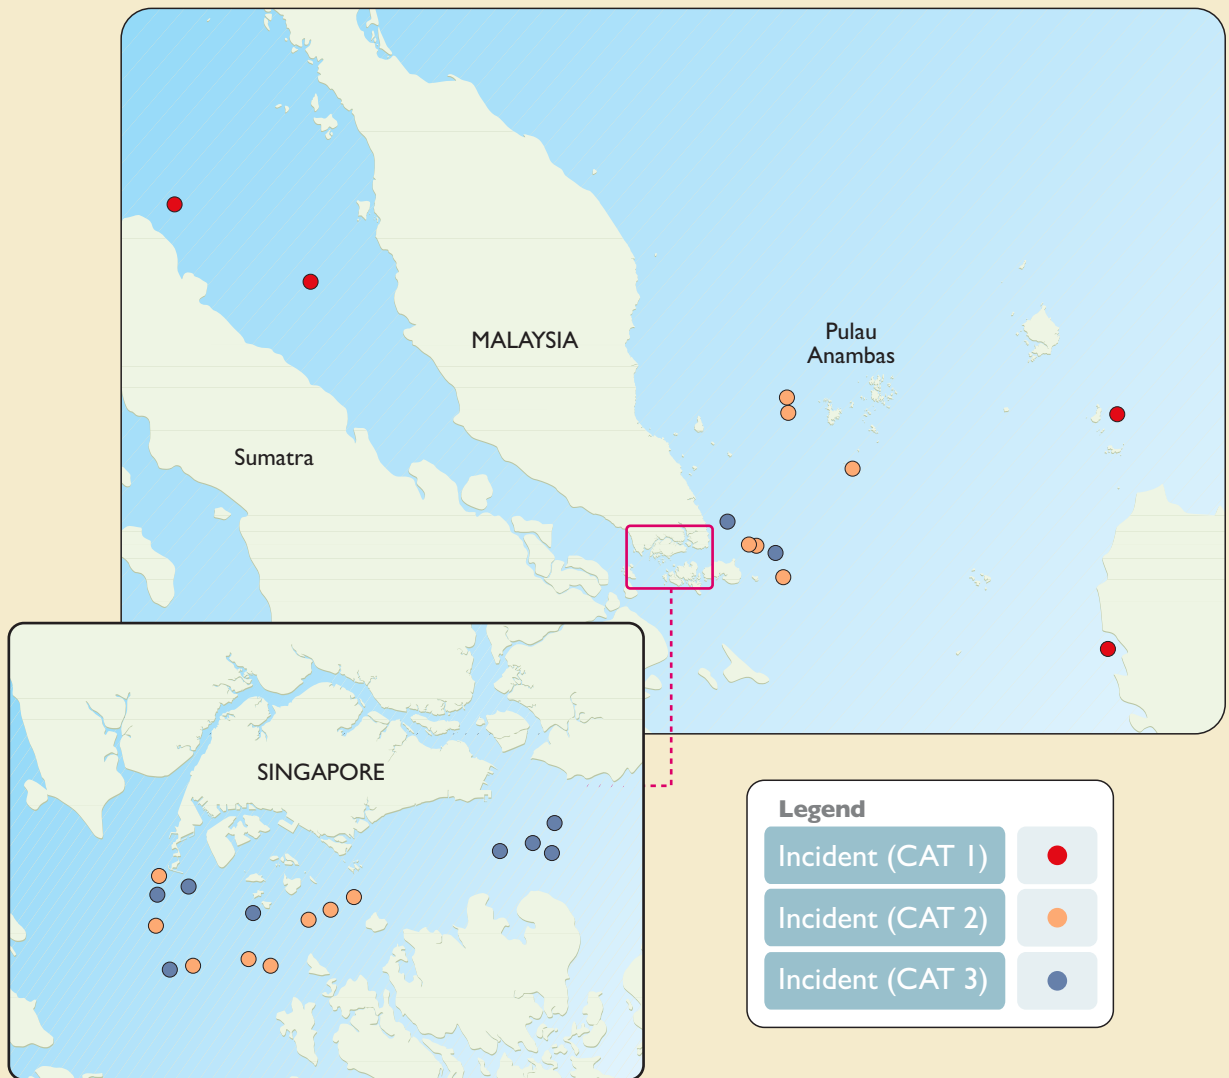 MALAYSIA
Pulau
Anambas
Sumatra
SINGAPORE
Legend
Incident (CAT 1)
Incident (CAT 2)
Incident (CAT 3)